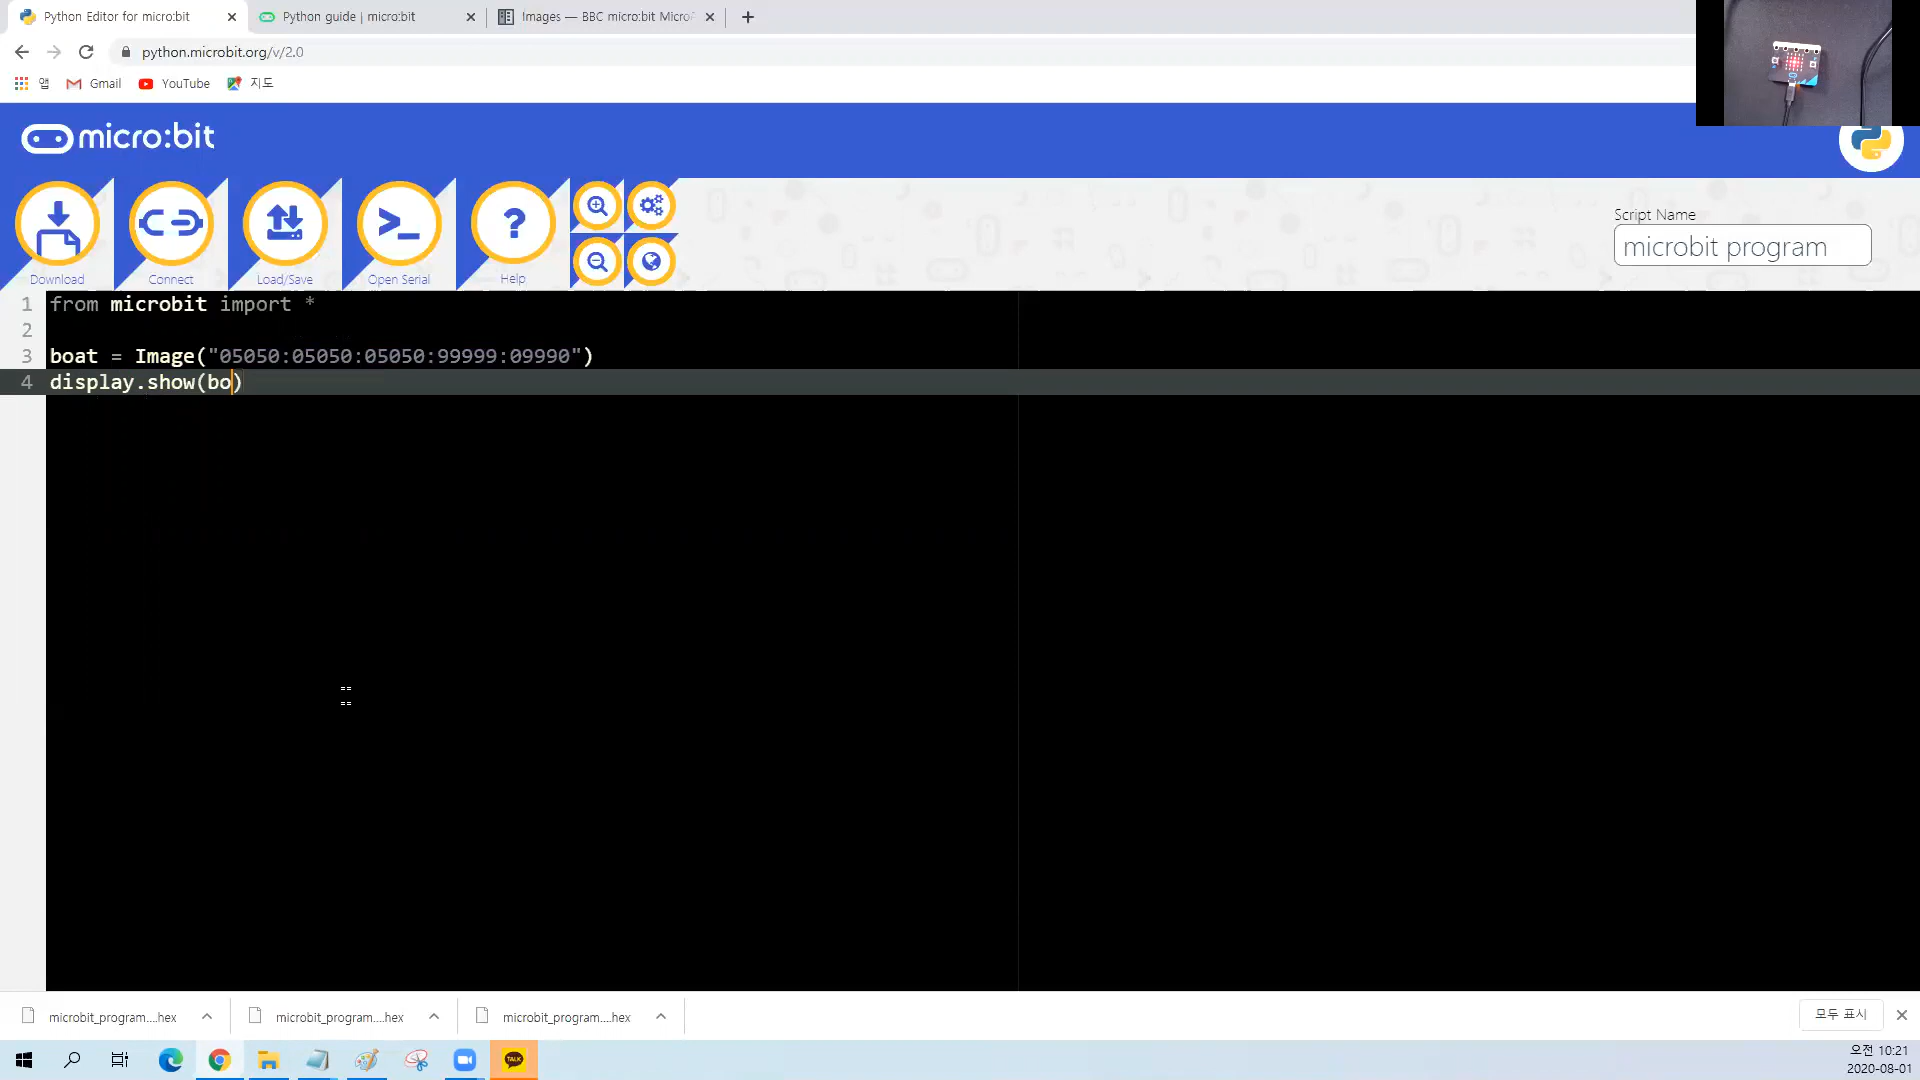 Python Editor for micro:bit
Python guide | micro:bit
Images — BBC micro:bit Micro
python.microbit.org/v/2.0
앱 Gmail YouTube 지도
micro:bit
Download Connect Load/Save Open Serial Help
Script Name
microbit program
1 from microbit import *
2
3 boat = Image("05050:05050:05050:99999:09990")
4 display.show(bo)
microbit_program....hex
microbit_program....hex
microbit_program....hex
모두 표시
TALK
오전 10:21
2020-08-01